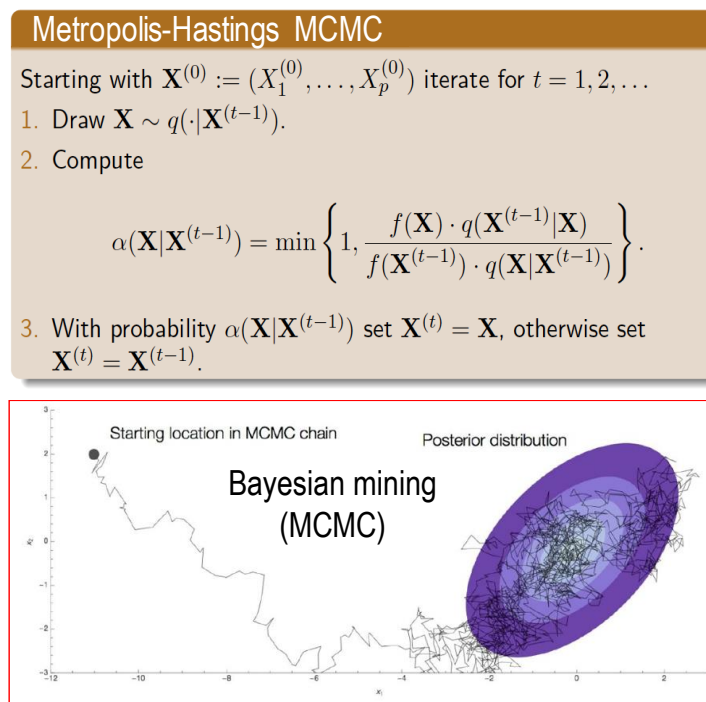 Metropolis-Hastings MCMC
Starting with X^{(0)} := (X_1^{(0)}, …, X_p^{(0)}) iterate for t = 1, 2, …
1. Draw X ∼ q(·|X^{(t−1)}).
2. Compute
α(X|X^{(t−1)}) = min { 1, \frac{f(X) · q(X^{(t−1)}|X)}{f(X^{(t−1)}) · q(X|X^{(t−1)})} }.
3. With probability α(X|X^{(t−1)}) set X^{(t)} = X, otherwise set
X^{(t)} = X^{(t−1)}.
3
Starting location in MCMC chain
Posterior distribution
2
Bayesian mining
1
(MCMC)
x₂
0
−1
−2
−3
−12 −10 −8 −6 −4 −2 0 2
x₁